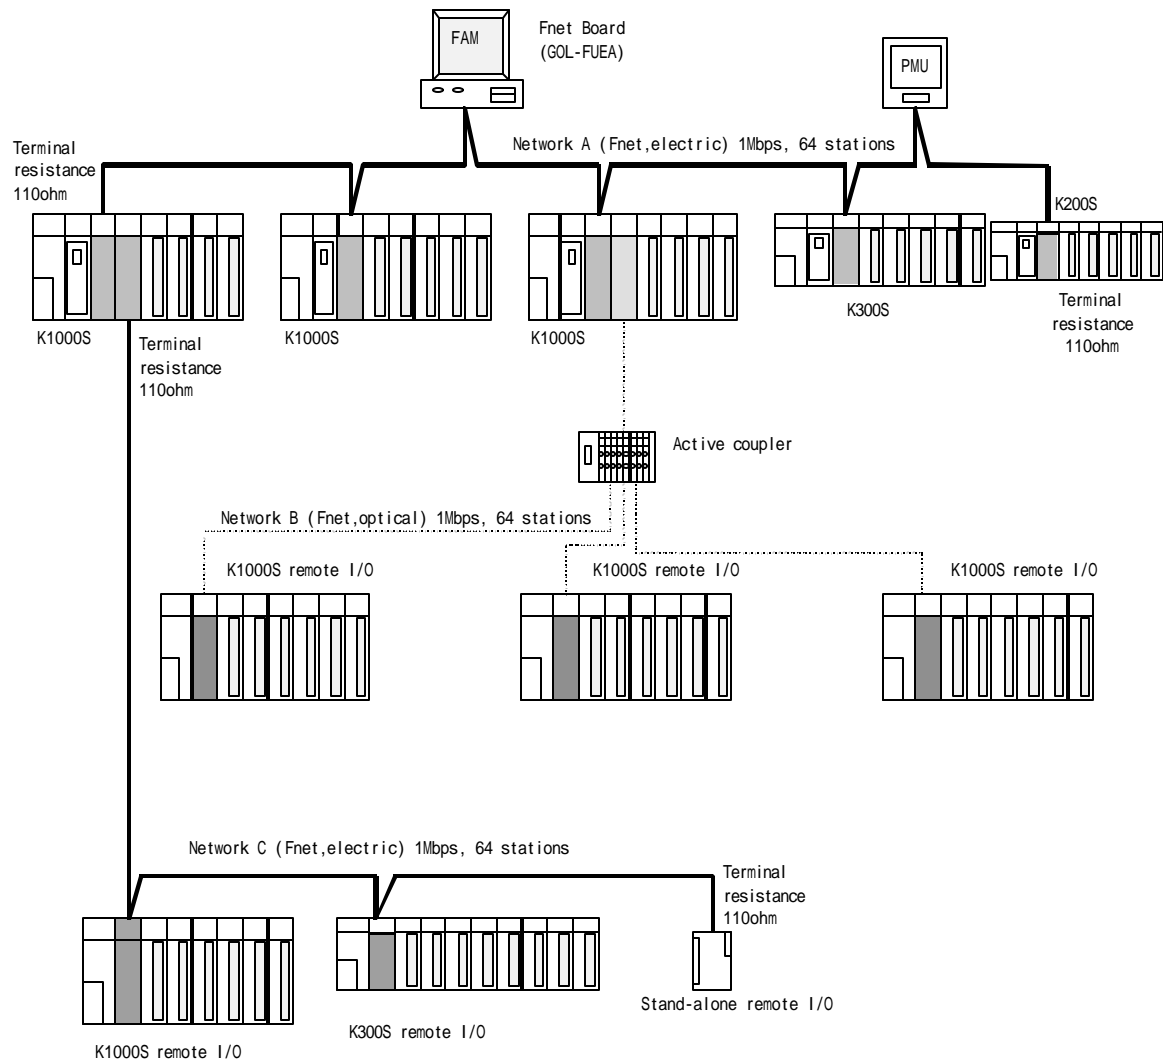 FAM
Fnet Board
(GOL-FUEA)
PMU
Network A (Fnet,electric) 1Mbps, 64 stations
Terminal
resistance
110ohm
K200S
K1000S
K1000S
K1000S
K300S
Terminal
resistance
110ohm
Terminal
resistance
110ohm
Active coupler
Network B (Fnet,optical) 1Mbps, 64 stations
K1000S remote I/O
K1000S remote I/O
K1000S remote I/O
Network C (Fnet,electric) 1Mbps, 64 stations
Terminal
resistance
110ohm
Stand-alone remote I/O
K300S remote I/O
K1000S remote I/O